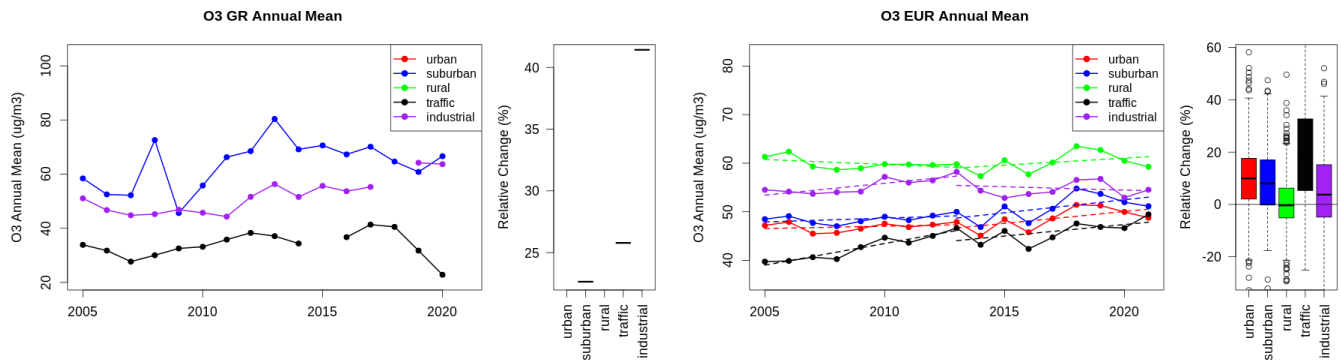 O3 GR Annual Mean
O3 Annual Mean (ug/m3)
100
80
60
40
20
2005 2010 2015 2020
urban
suburban
rural
traffic
industrial
Relative Change (%)
40
35
30
25
urban
suburban
rural
traffic
industrial
O3 EUR Annual Mean
O3 Annual Mean (ug/m3)
80
70
60
50
40
2005 2010 2015 2020
urban
suburban
rural
traffic
industrial
Relative Change (%)
60
40
20
0
-20
urban
suburban
rural
traffic
industrial